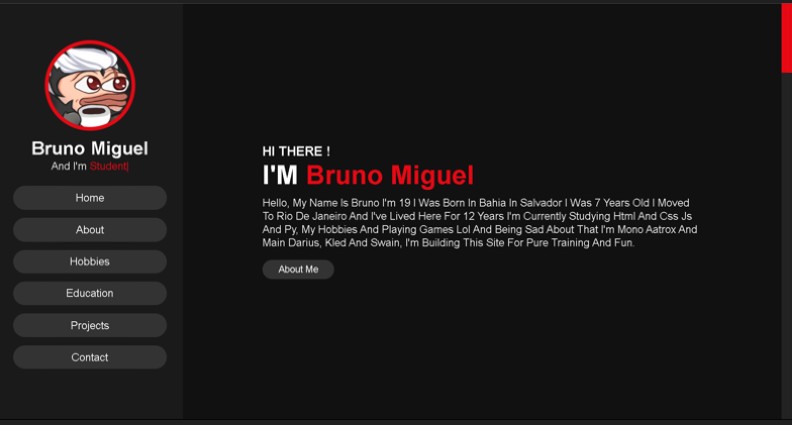 Bruno Miguel
And I'm Student|
Home
About
Hobbies
Education
Projects
Contact
HI THERE !
I'M Bruno Miguel
Hello, My Name Is Bruno I'm 19 I Was Born In Bahia In Salvador I Was 7 Years Old I Moved
To Rio De Janeiro And I've Lived Here For 12 Years I'm Currently Studying Html And Css Js
And Py, My Hobbies And Playing Games Lol And Being Sad About That I'm Mono Aatrox And
Main Darius, Kled And Swain, I'm Building This Site For Pure Training And Fun.
About Me